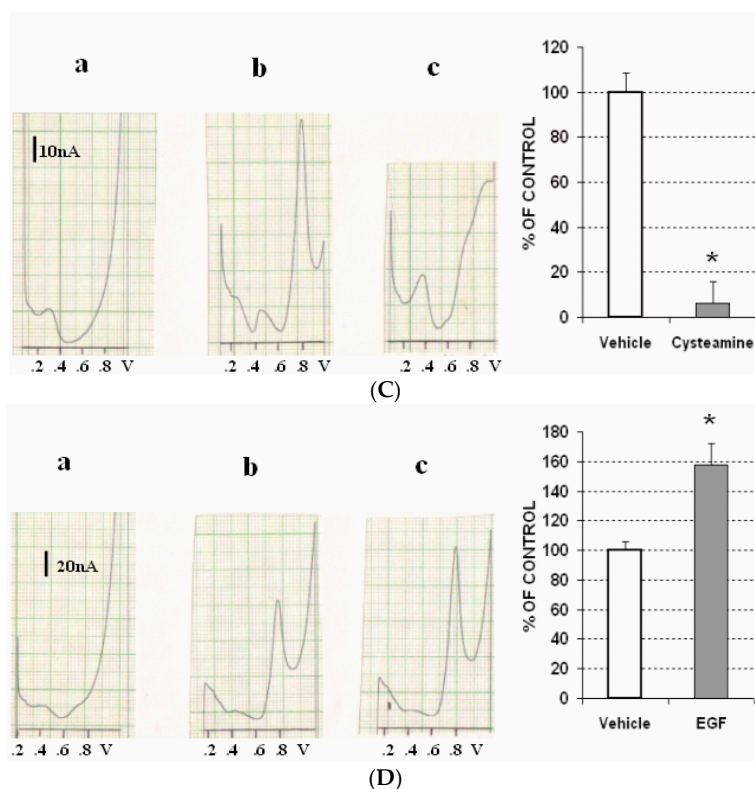 a
b
c
10nA
.2 .4 .6 .8 V
.2 .4 .6 .8 V
.2 .4 .6 .8 V
% OF CONTROL
120
100
80
60
40
20
0
*
Vehicle Cysteamine
(C)
a
b
c
20nA
.2 .4 .6 .8 V
.2 .4 .6 .8 V
.2 .4 .6 .8 V
% OF CONTROL
180
160
140
120
100
80
60
40
20
0
*
Vehicle EGF
(D)